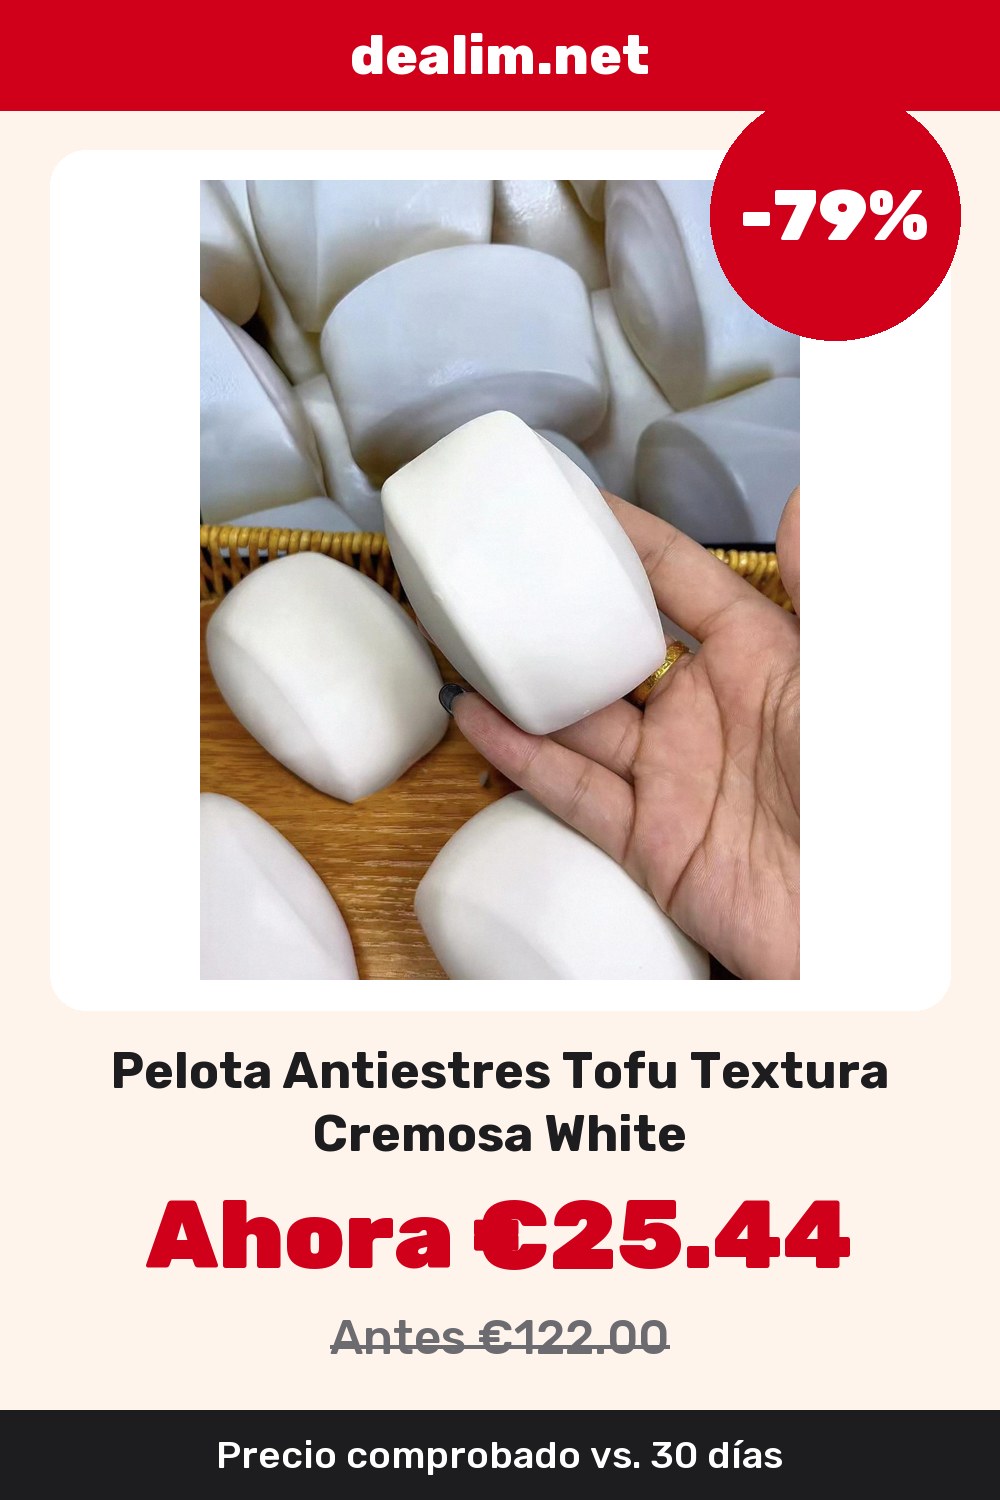 dealim.net
-79%
Pelota Antiestres Tofu Textura
Cremosa White
Ahora €25.44
Antes €122.00
Precio comprobado vs. 30 días